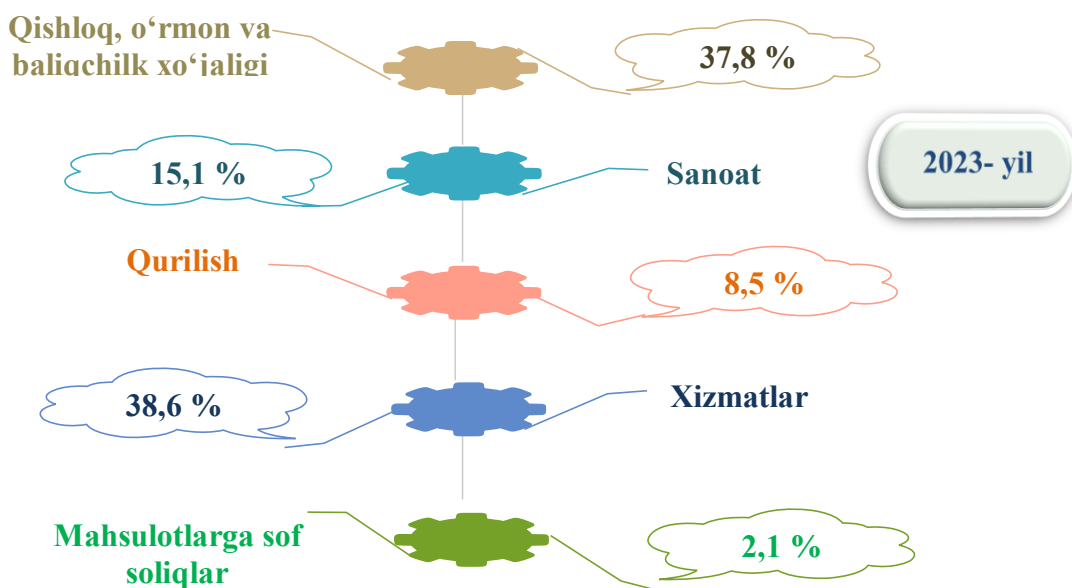 Qishloq, o‘rmon va
baliqchilk xo‘jaligi
37,8 %
2023- yil
15,1 %
Sanoat
Qurilish
8,5 %
38,6 %
Xizmatlar
Mahsulotlarga sof
soliqlar
2,1 %